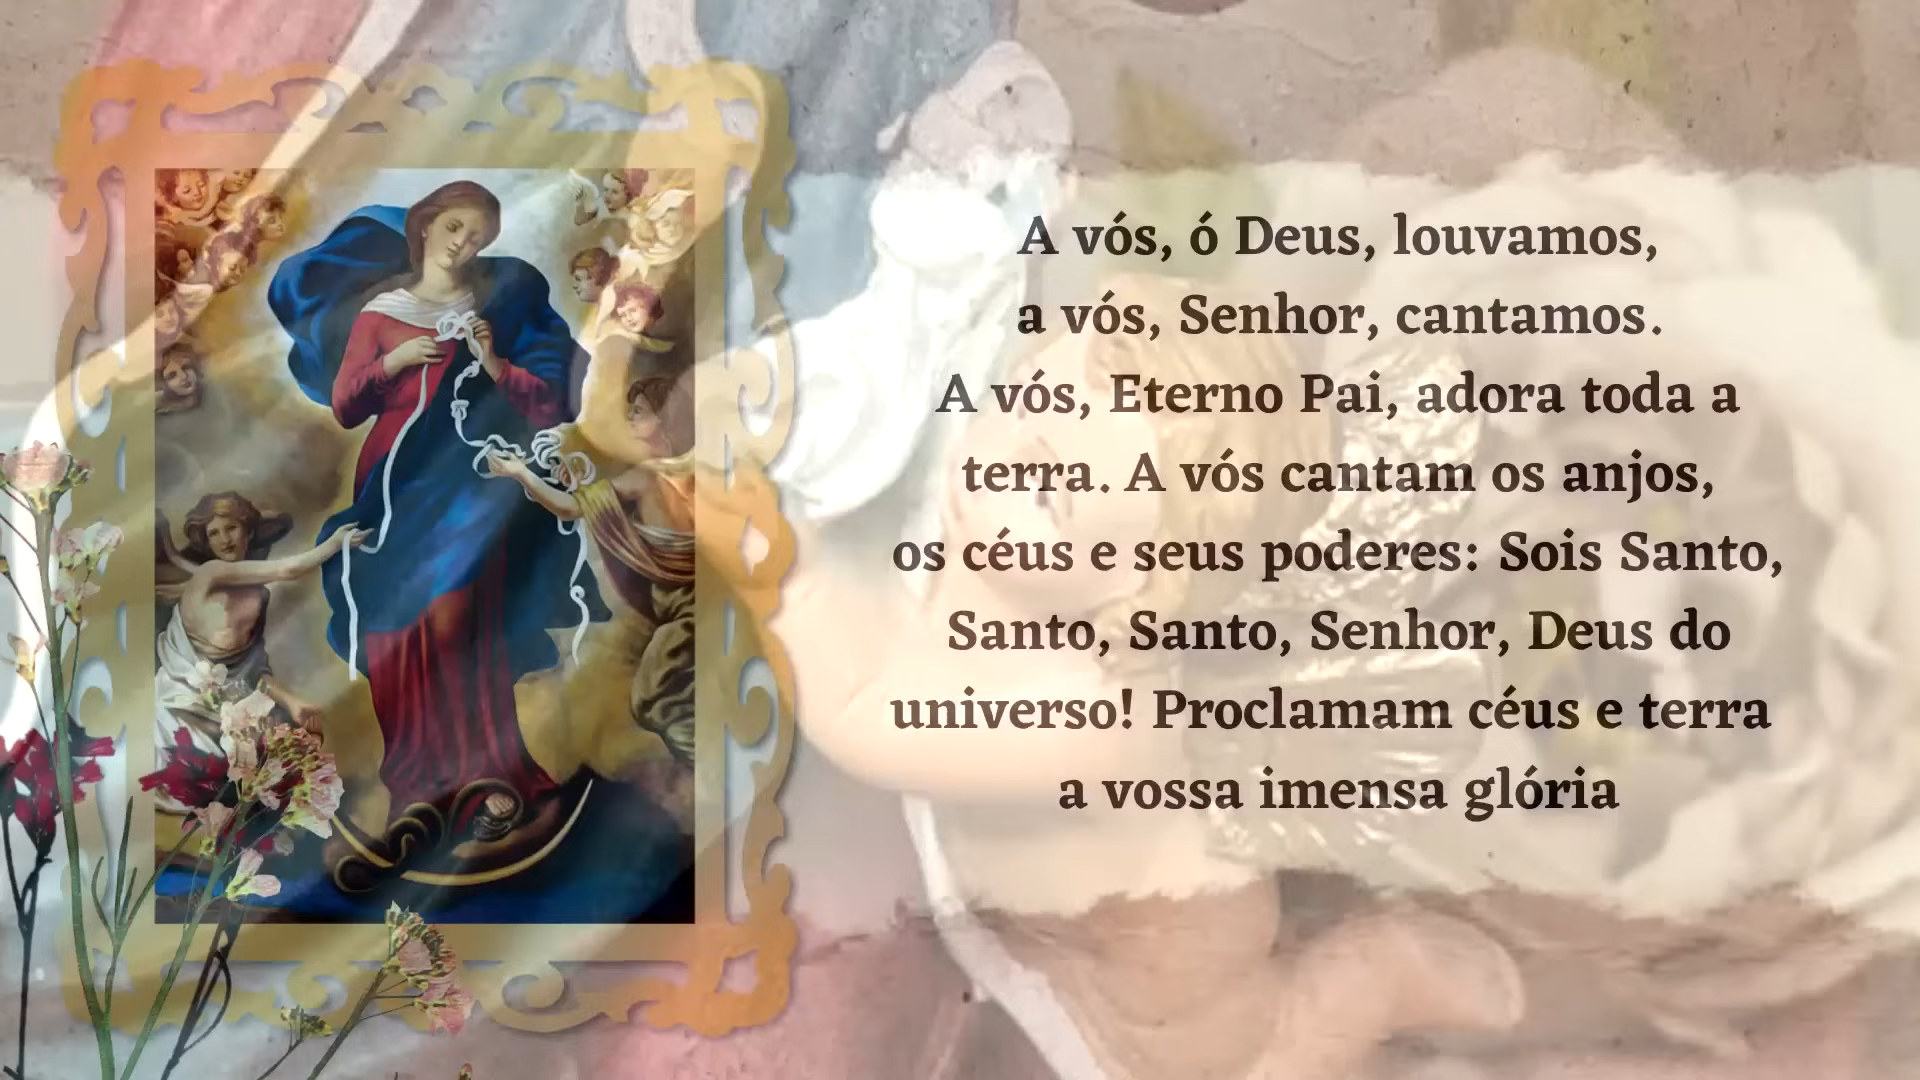 A vós, ó Deus, louvamos,
a vós, Senhor, cantamos.
A vós, Eterno Pai, adora toda a
terra. A vós cantam os anjos,
os céus e seus poderes: Sois Santo,
Santo, Santo, Senhor, Deus do
universo! Proclamam céus e terra
a vossa imensa glória